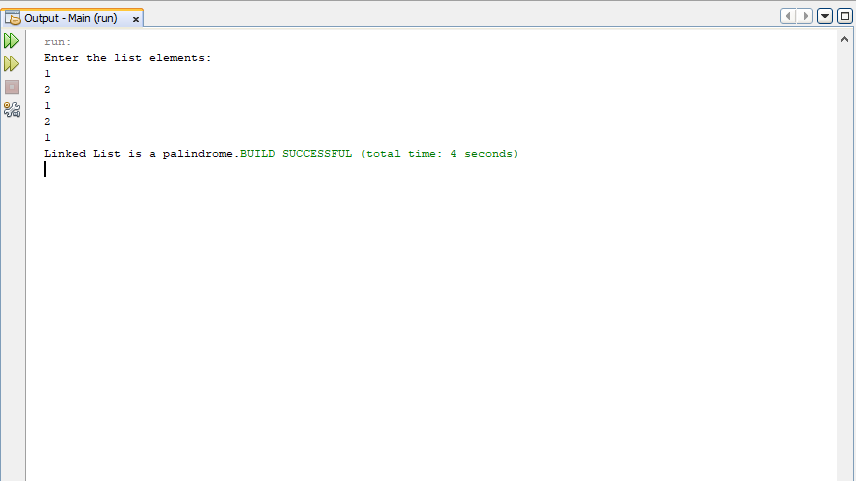 Output - Main (run)
run:
Enter the list elements:
1
2
1
2
1
Linked List is a palindrome.BUILD SUCCESSFUL (total time: 4 seconds)